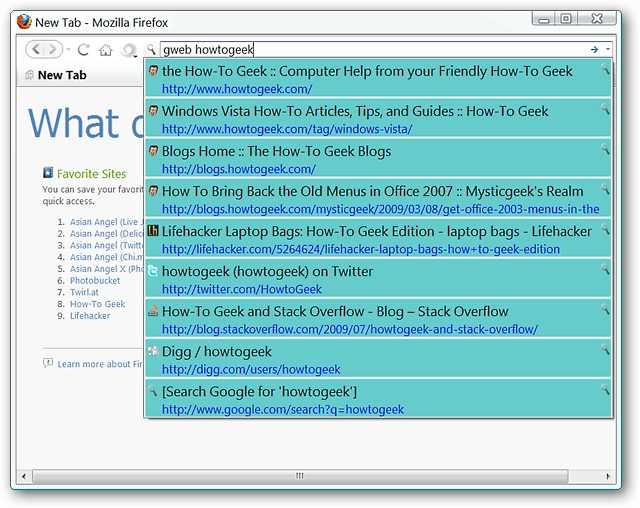 New Tab - Mozilla Firefox
gweb howtogeek
New Tab
the How-To Geek :: Computer Help from your Friendly How-To Geek
http://www.howtogeek.com/
Windows Vista How-To Articles, Tips, and Guides :: How-To Geek
http://www.howtogeek.com/tag/windows-vista/
Blogs Home :: The How-To Geek Blogs
http://blogs.howtogeek.com/
How To Bring Back the Old Menus in Office 2007 :: Mysticgeek's Realm
http://blogs.howtogeek.com/mysticgeek/2009/03/08/get-office-2003-menus-in-the
Lifehacker Laptop Bags: How-To Geek Edition - laptop bags - Lifehacker
http://lifehacker.com/5264624/lifehacker-laptop-bags-how+to-geek-edition
howtogeek (howtogeek) on Twitter
http://twitter.com/HowtoGeek
How-To Geek and Stack Overflow - Blog – Stack Overflow
http://blog.stackoverflow.com/2009/07/howtogeek-and-stack-overflow/
Digg / howtogeek
http://digg.com/users/howtogeek
[Search Google for 'howtogeek']
http://www.google.com/search?q=howtogeek
What
Favorite Sites
You can save your favori
quick access.
1. Asian Angel (Live J
2. Asian Angel (Delic
3. Asian Angel (Twitt
4. Asian Angel (Chi.m
5. Asian Angel X (Pho
6. Photobucket
7. Twirl.at
8. How-To Geek
9. Lifehacker
Learn more about Fir